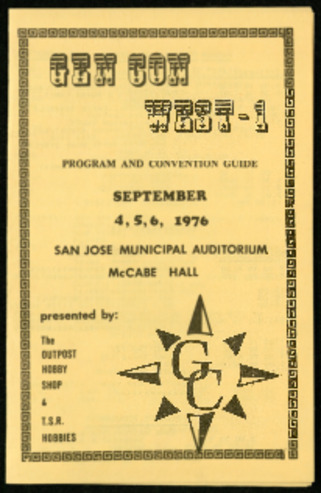 GEN CON
WEST-1
PROGRAM AND CONVENTION GUIDE
SEPTEMBER
4, 5, 6, 1976
SAN JOSE MUNICIPAL AUDITORIUM
McCABE HALL
presented by:
The
OUTPOST
HOBBY
SHOP
&
T.S.R.
HOBBIES
GC